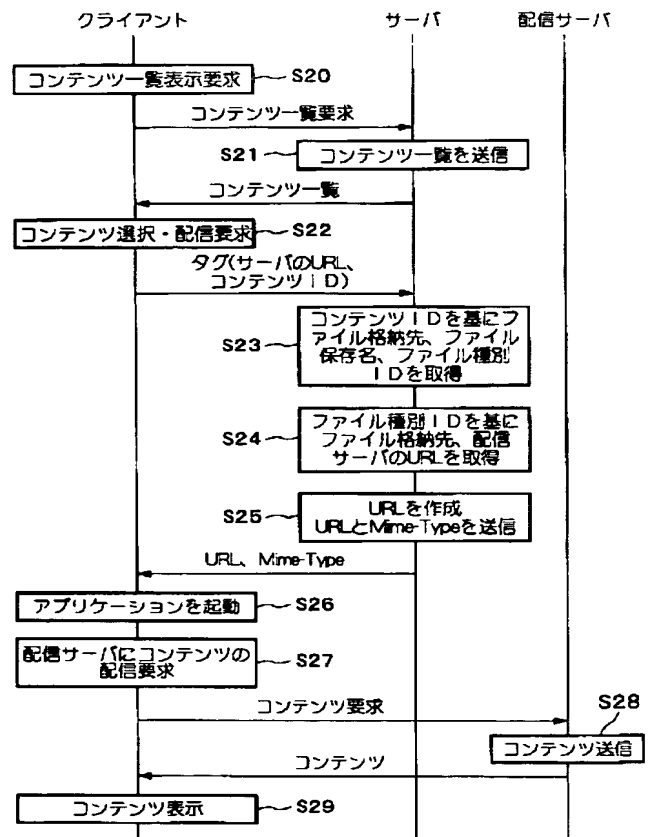 クライアント
サーバ
配信サーバ
コンテンツ一覧表示要求
S20
コンテンツ一覧要求
S21
コンテンツ一覧を送信
コンテンツ一覧
コンテンツ選択・配信要求
S22
タグ(サーバのURL、
コンテンツID)
S23
コンテンツIDを基にフ
ァイル格納先、ファイル
保存名、ファイル種別
IDを取得
S24
ファイル種別IDを基に
ファイル格納先、配信
サーバのURLを取得
S25
URLを作成
URLとMime-Typeを送信
URL、Mime-Type
アプリケーションを起動
S26
配信サーバにコンテンツの
配信要求
S27
コンテンツ要求
S28
コンテンツ送信
コンテンツ
コンテンツ表示
S29